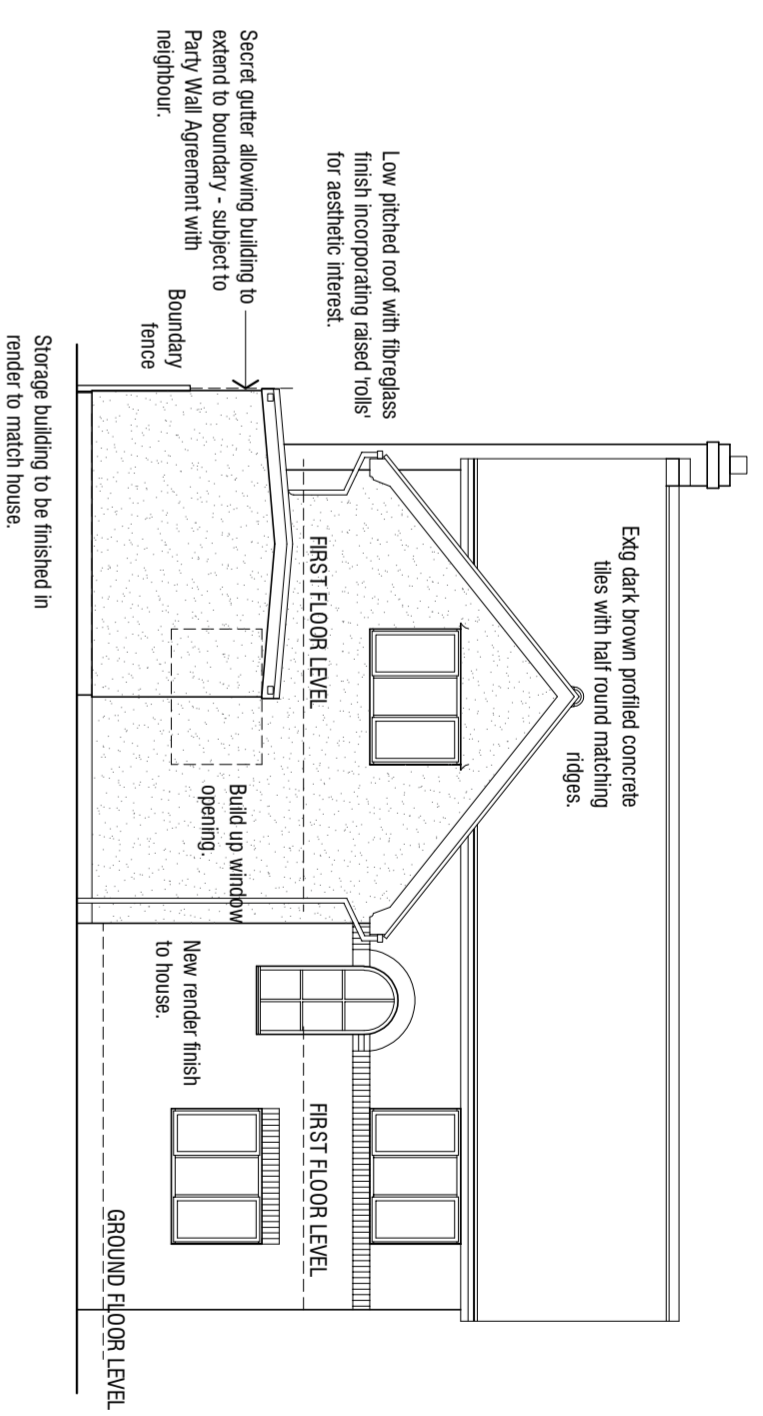 Extg dark brown profiled concrete
tiles with half round matching
ridges.
Low pitched roof with fibreglass
finish incorporating raised 'rolls'
for aesthetic interest.
Secret gutter allowing building to
extend to boundary - subject to
Party Wall Agreement with
neighbour.
Boundary
fence
FIRST FLOOR LEVEL
FIRST FLOOR LEVEL
Build up window
opening.
New render finish
to house.
GROUND FLOOR LEVEL
Storage building to be finished in
render to match house.